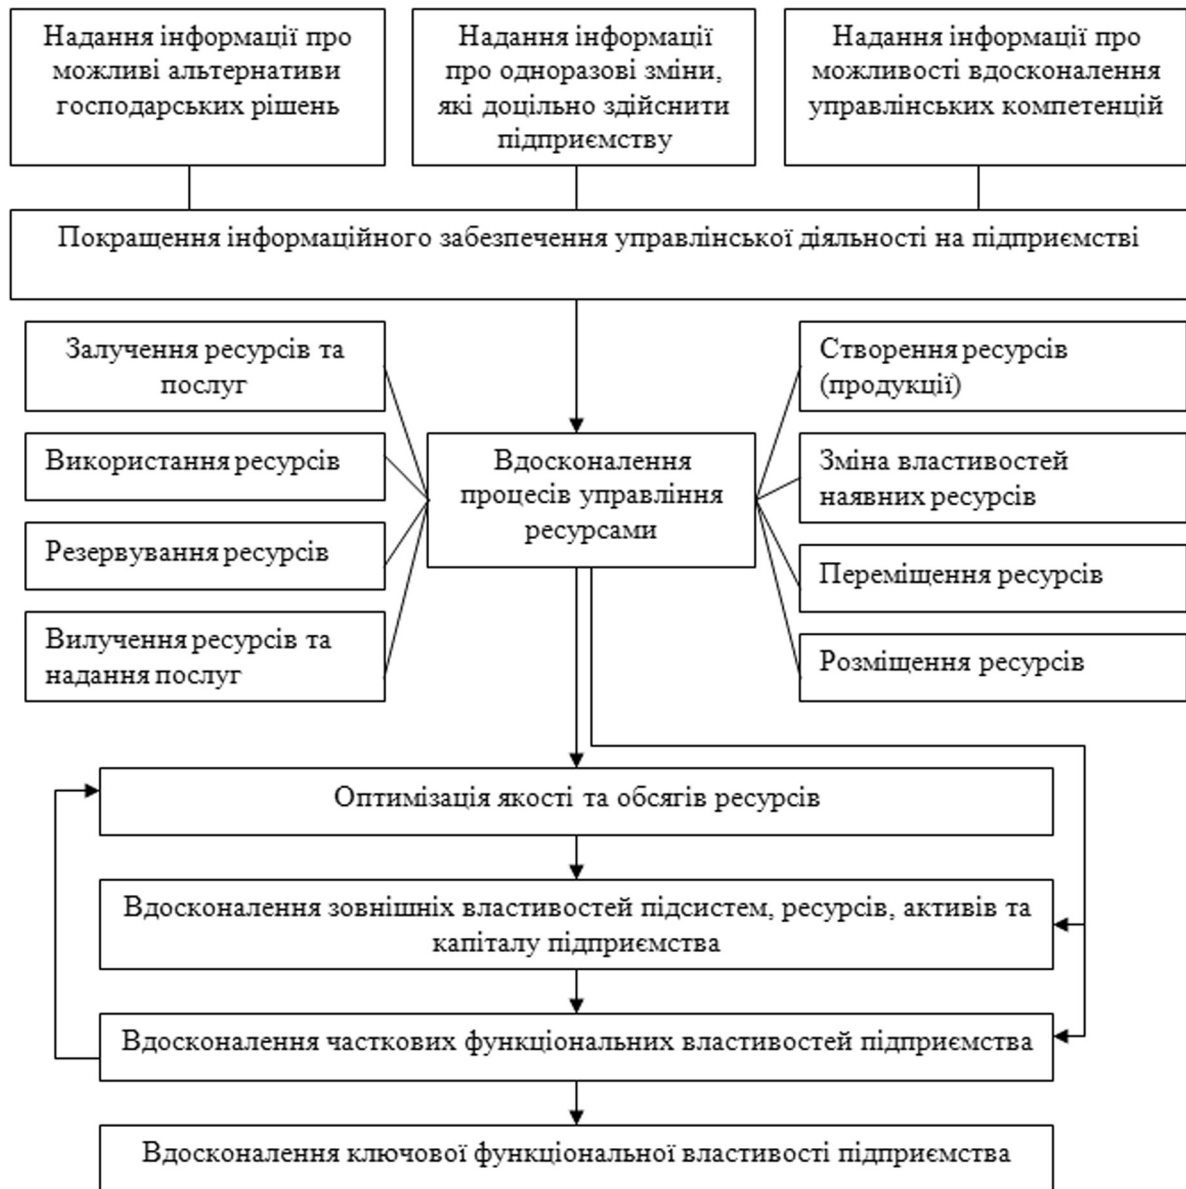 Надання інформації про
можливі альтернативи
господарських рішень
Надання інформації
про одноразові зміни,
які доцільно здійснити
підприємству
Надання інформації про
можливості вдосконалення
управлінських компетенцій
Покращення інформаційного забезпечення управлінської діяльності на підприємстві
Залучення ресурсів та
послуг
Використання ресурсів
Резервування ресурсів
Вилучення ресурсів та
надання послуг
Вдосконалення
процесів управління
ресурсами
Створення ресурсів
(продукції)
Зміна властивостей
наявних ресурсів
Переміщення ресурсів
Розміщення ресурсів
Оптимізація якості та обсягів ресурсів
Вдосконалення зовнішніх властивостей підсистем, ресурсів, активів та
капіталу підприємства
Вдосконалення часткових функціональних властивостей підприємства
Вдосконалення ключової функціональної властивості підприємства